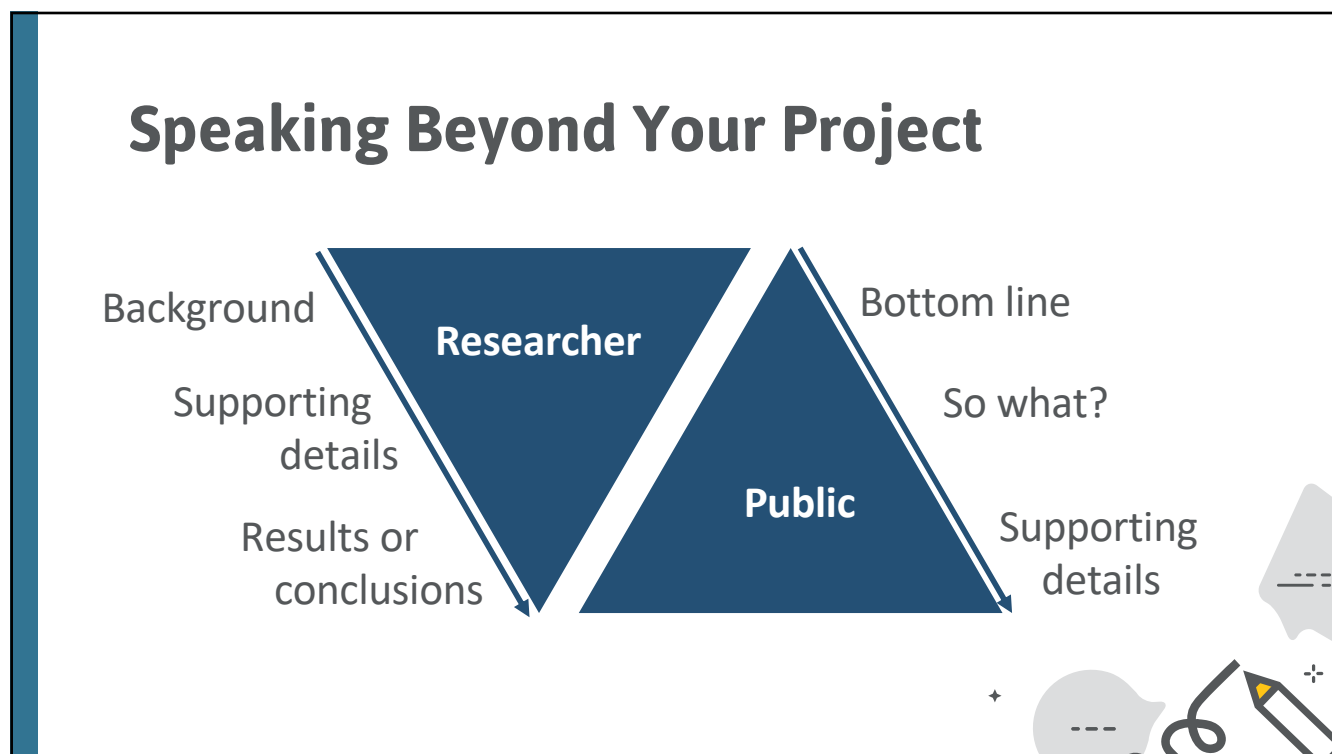 Speaking Beyond Your Project
Background
Supporting
details
Results or
conclusions
Researcher
Public
Bottom line
So what?
Supporting
details